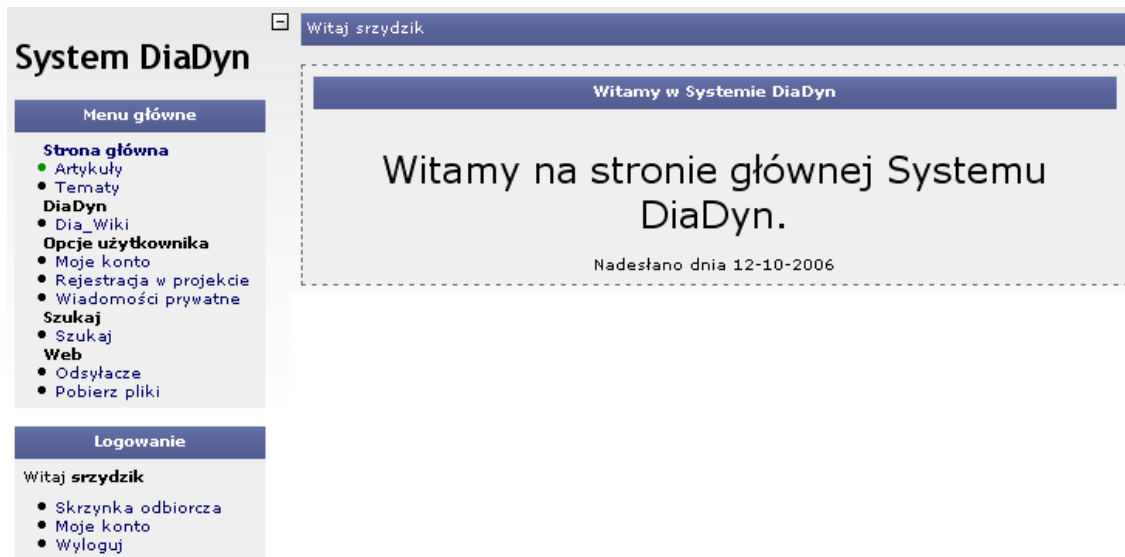 System DiaDyn
Menu główne
Strona główna
Artykuły
Tematy
DiaDyn
Dia_Wiki
Opcje użytkownika
Moje konto
Rejestracja w projekcie
Wiadomości prywatne
Szukaj
Szukaj
Web
Odsyłacze
Pobierz pliki
Logowanie
Witaj srzydzik
Skrzynka odbiorcza
Moje konto
Wyloguj
Witaj srzydzik
Witamy w Systemie DiaDyn
Witamy na stronie głównej Systemu
DiaDyn.
Nadesłano dnia 12-10-2006